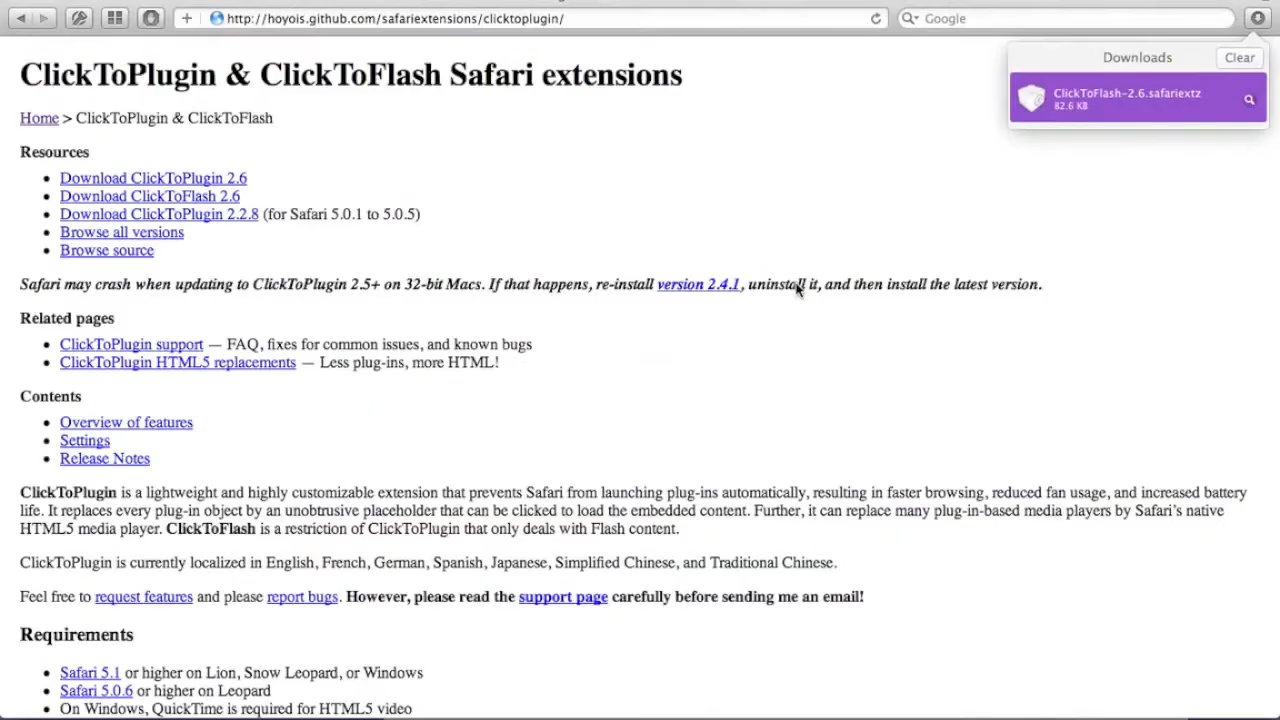 http://hoyois.github.com/safariextensions/clicktoplugin/
Google
Downloads
Clear
ClickToFlash-2.6.safariextz
82.6 KB
ClickToPlugin & ClickToFlash Safari extensions
Home > ClickToPlugin & ClickToFlash
Resources
• Download ClickToPlugin 2.6
• Download ClickToFlash 2.6
• Download ClickToPlugin 2.2.8 (for Safari 5.0.1 to 5.0.5)
• Browse all versions
• Browse source
Safari may crash when updating to ClickToPlugin 2.5+ on 32-bit Macs. If that happens, re-install version 2.4.1, uninstall it, and then install the latest version.
Related pages
• ClickToPlugin support — FAQ, fixes for common issues, and known bugs
• ClickToPlugin HTML5 replacements — Less plug-ins, more HTML!
Contents
• Overview of features
• Settings
• Release Notes
ClickToPlugin is a lightweight and highly customizable extension that prevents Safari from launching plug-ins automatically, resulting in faster browsing, reduced fan usage, and increased battery
life. It replaces every plug-in object by an unobtrusive placeholder that can be clicked to load the embedded content. Further, it can replace many plug-in-based media players by Safari's native
HTML5 media player. ClickToFlash is a restriction of ClickToPlugin that only deals with Flash content.
ClickToPlugin is currently localized in English, French, German, Spanish, Japanese, Simplified Chinese, and Traditional Chinese.
Feel free to request features and please report bugs. However, please read the support page carefully before sending me an email!
Requirements
• Safari 5.1 or higher on Lion, Snow Leopard, or Windows
• Safari 5.0.6 or higher on Leopard
• On Windows, QuickTime is required for HTML5 video